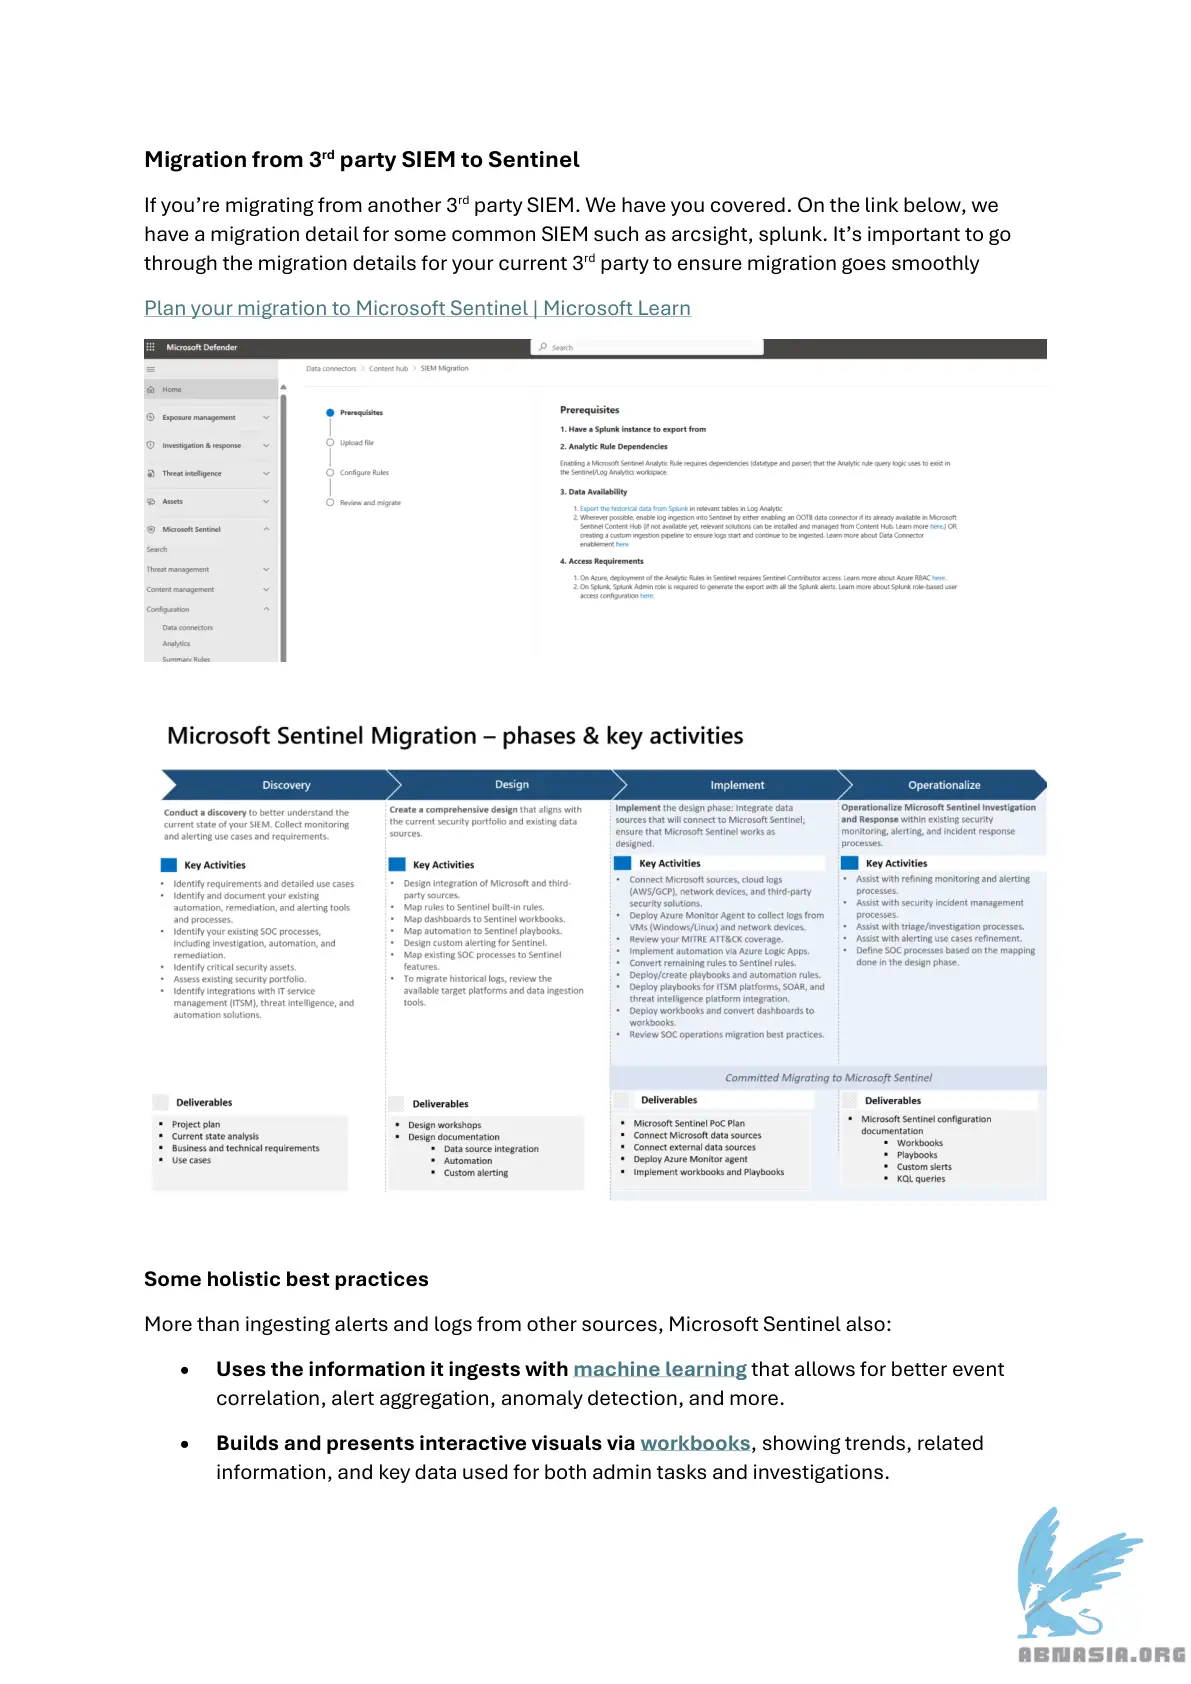 Migration from 3rd party SIEM to Sentinel
If you’re migrating from another 3rd party SIEM. We have you covered. On the link below, we
have a migration detail for some common SIEM such as arcsight, splunk. It’s important to go
through the migration details for your current 3rd party to ensure migration goes smoothly
Plan your migration to Microsoft Sentinel | Microsoft Learn
Microsoft Defender
Search
Data connectors > Content hub > SIEM Migration
Home
Exposure management
Investigation & response
Threat intelligence
Assets
Microsoft Sentinel
Search
Threat management
Content management
Configuration
Data connectors
Analytics
Summary Rules
Prerequisites
Upload file
Configure Rules
Review and migrate
Prerequisites
1. Have a Splunk instance to export from
2. Analytic Rule Dependencies
Enabling a Microsoft Sentinel Analytic Rule requires dependencies (datatype and parser) that the Analytic rule query logic uses to exist in
the Sentinel/Log Analytics workspace.
3. Data Availability
1. Export the historical data from Splunk in relevant tables in Log Analytic
2. Wherever possible, enable log ingestion into Sentinel by either enabling an OOTB data connector if its already available in Microsoft
Sentinel Content Hub (if not available yet, relevant solutions can be installed and managed from Content Hub. Learn more here.) OR
creating a custom ingestion pipeline to ensure logs start and continue to be ingested. Learn more about Data Connector
enablement here
4. Access Requirements
1. On Azure, deployment of the Analytic Rules in Sentinel requires Sentinel Contributor access. Learn more about Azure RBAC here.
2. On Splunk, Splunk Admin role is required to generate the export with all the Splunk alerts. Learn more about Splunk role-based user
access configuration here.
Microsoft Sentinel Migration – phases & key activities
Discovery
Conduct a discovery to better understand the
current state of your SIEM. Collect monitoring
and alerting use cases and requirements.
Key Activities
• Identify requirements and detailed use cases
• Identify and document your existing
automation, remediation, and alerting tools
and processes.
• Identify your existing SOC processes,
including investigation, automation, and
remediation.
• Identify critical security assets.
• Assess existing security portfolio.
• Identify integrations with IT service
management (ITSM), threat intelligence, and
automation solutions.
Deliverables
▪ Project plan
▪ Current state analysis
▪ Business and technical requirements
▪ Use cases
Design
Create a comprehensive design that aligns with
the current security portfolio and existing data
sources.
Key Activities
• Design integration of Microsoft and third-
party sources.
• Map rules to Sentinel built-in rules.
• Map dashboards to Sentinel workbooks.
• Map automation to Sentinel playbooks.
• Design custom alerting for Sentinel.
• Map existing SOC processes to Sentinel
features.
• To migrate historical logs, review the
available target platforms and data ingestion
tools.
Deliverables
▪ Design workshops
▪ Design documentation
▪ Data source integration
▪ Automation
▪ Custom alerting
Implement
Implement the design phase: Integrate data
sources that will connect to Microsoft Sentinel;
ensure that Microsoft Sentinel works as
designed.
Key Activities
• Connect Microsoft sources, cloud logs
(AWS/GCP), network devices, and third-party
security solutions.
• Deploy Azure Monitor Agent to collect logs from
VMs (Windows/Linux) and network devices.
• Review your MITRE ATT&CK coverage.
• Implement automation via Azure Logic Apps.
• Convert remaining rules to Sentinel rules.
• Deploy/create playbooks and automation rules.
• Deploy playbooks for ITSM platforms, SOAR, and
threat intelligence platform integration.
• Deploy workbooks and convert dashboards to
workbooks.
• Review SOC operations migration best practices.
Operationalize
Operationalize Microsoft Sentinel Investigation
and Response within existing security
monitoring, alerting, and incident response
processes.
Key Activities
• Assist with refining monitoring and alerting
processes.
• Assist with security incident management
processes.
• Assist with triage/investigation processes.
• Assist with alerting use cases refinement.
• Define SOC processes based on the mapping
done in the design phase.
Committed Migrating to Microsoft Sentinel
Deliverables
▪ Microsoft Sentinel PoC Plan
▪ Connect Microsoft data sources
▪ Connect external data sources
▪ Deploy Azure Monitor agent
▪ Implement workbooks and Playbooks
Deliverables
▪ Microsoft Sentinel configuration
documentation
▪ Workbooks
▪ Playbooks
▪ Custom slerts
▪ KQL queries
Some holistic best practices
More than ingesting alerts and logs from other sources, Microsoft Sentinel also:
• Uses the information it ingests with machine learning that allows for better event
correlation, alert aggregation, anomaly detection, and more.
• Builds and presents interactive visuals via workbooks, showing trends, related
information, and key data used for both admin tasks and investigations.
ABNASIA.ORG